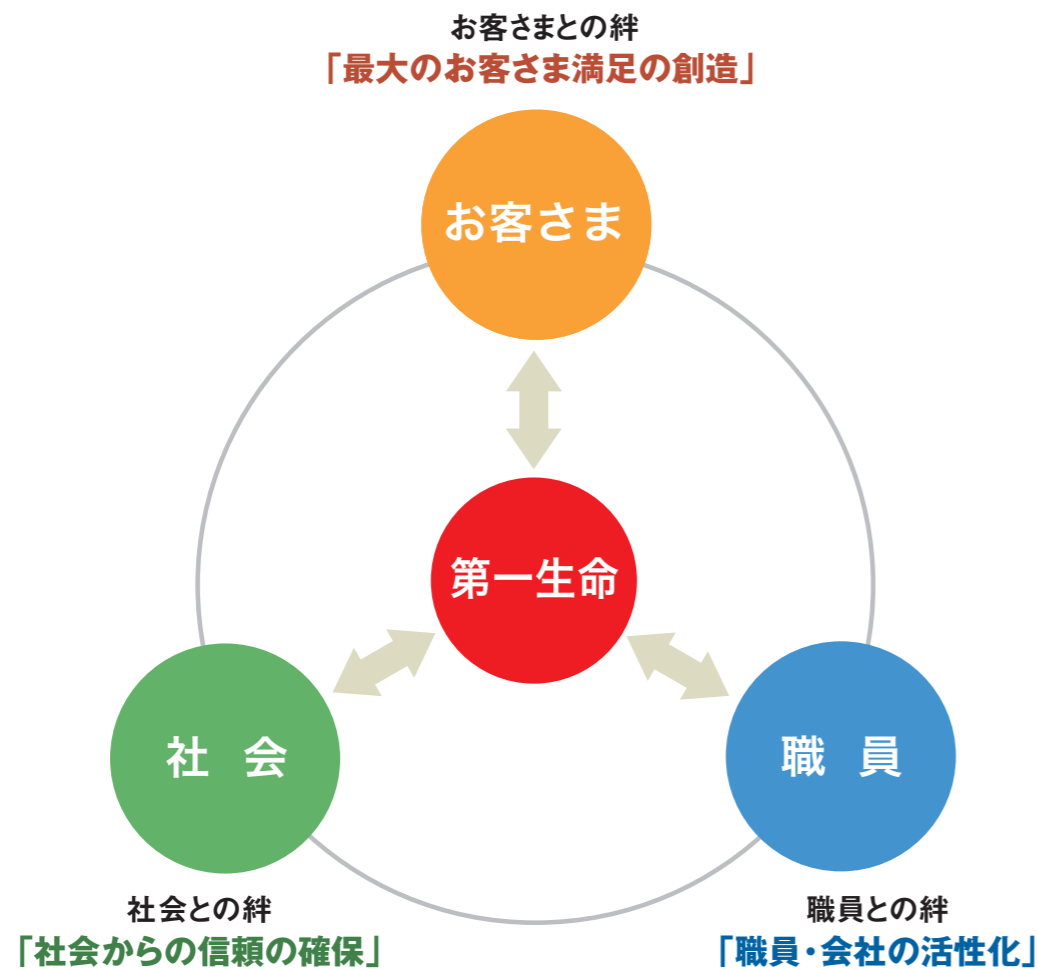 お客さまとの絆
「最大のお客さま満足の創造」
お客さま
第一生命
社 会
職 員
社会との絆
「社会からの信頼の確保」
職員との絆
「職員・会社の活性化」